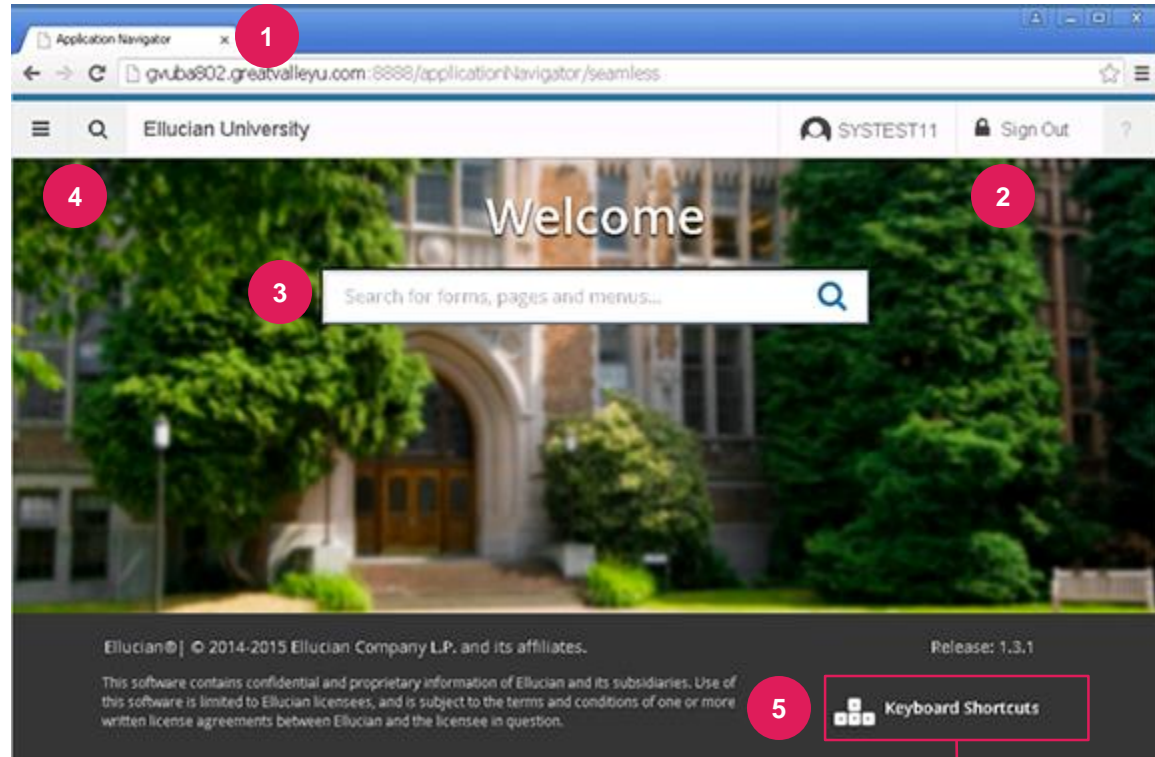 Application Navigator
1
gvuba802.greatvalleyu.com:8888/applicationNavigator/seamless
Ellucian University
SYSTEST11
Sign Out
?
4
2
Welcome
3
Search for forms, pages and menus...
Ellucian®| © 2014-2015 Ellucian Company L.P. and its affiliates.
Release: 1.3.1
This software contains confidential and proprietary information of Ellucian and its subsidiaries. Use of
this software is limited to Ellucian licensees, and is subject to the terms and conditions of one or more
written license agreements between Ellucian and the licensee in question.
5
Keyboard Shortcuts